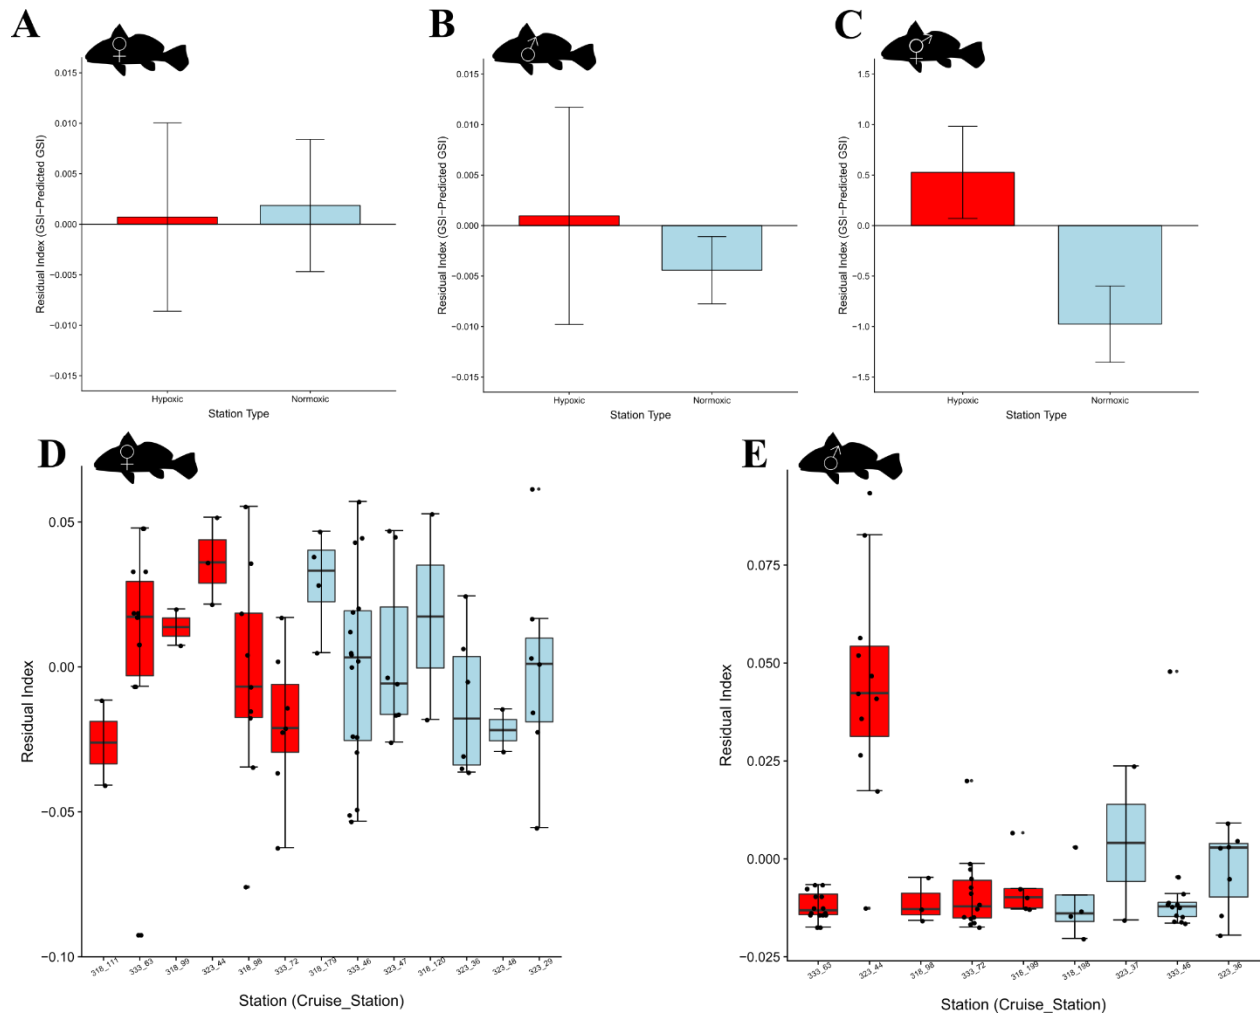 A
B
C
♀
♂
⚥
0.015
0.010
0.005
0.000
−0.005
−0.010
−0.015
Residual Index (GSI−Predicted GSI)
Hypoxic
Normoxic
Station Type
0.015
0.010
0.005
0.000
−0.005
−0.010
−0.015
Residual Index (GSI−Predicted GSI)
Hypoxic
Normoxic
Station Type
1.5
1.0
0.5
0.0
−0.5
−1.0
−1.5
Residual Index (GSI−Predicted GSI)
Hypoxic
Normoxic
Station Type
D
♀
0.05
0.00
−0.05
−0.10
Residual Index
318_111
333_63
318_99
323_44
318_98
333_72
318_179
333_46
323_47
318_120
323_36
323_48
323_29
Station (Cruise_Station)
E
♂
0.075
0.050
0.025
0.000
−0.025
Residual Index
333_63
323_44
318_98
333_72
318_199
318_198
323_37
333_46
323_36
Station (Cruise_Station)